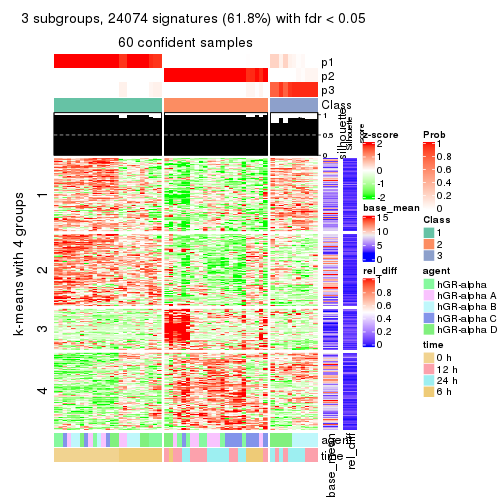 3 subgroups, 24074 signatures (61.8%) with fdr < 0.05
60 confident samples
p1
p2
p3
Class
1
0.5
0
silhouette
silhouette
score
k-means with 4 groups
1
2
3
4
agent
time
base_mean
rel_diff
z-score
2
1
0
-1
-2
base_mean
15
10
5
0
rel_diff
1
0.8
0.6
0.4
0.2
0
Prob
1
0.8
0.6
0.4
0.2
0
Class
1
2
3
agent
hGR-alpha
hGR-alpha A
hGR-alpha B
hGR-alpha C
hGR-alpha D
time
0 h
12 h
24 h
6 h